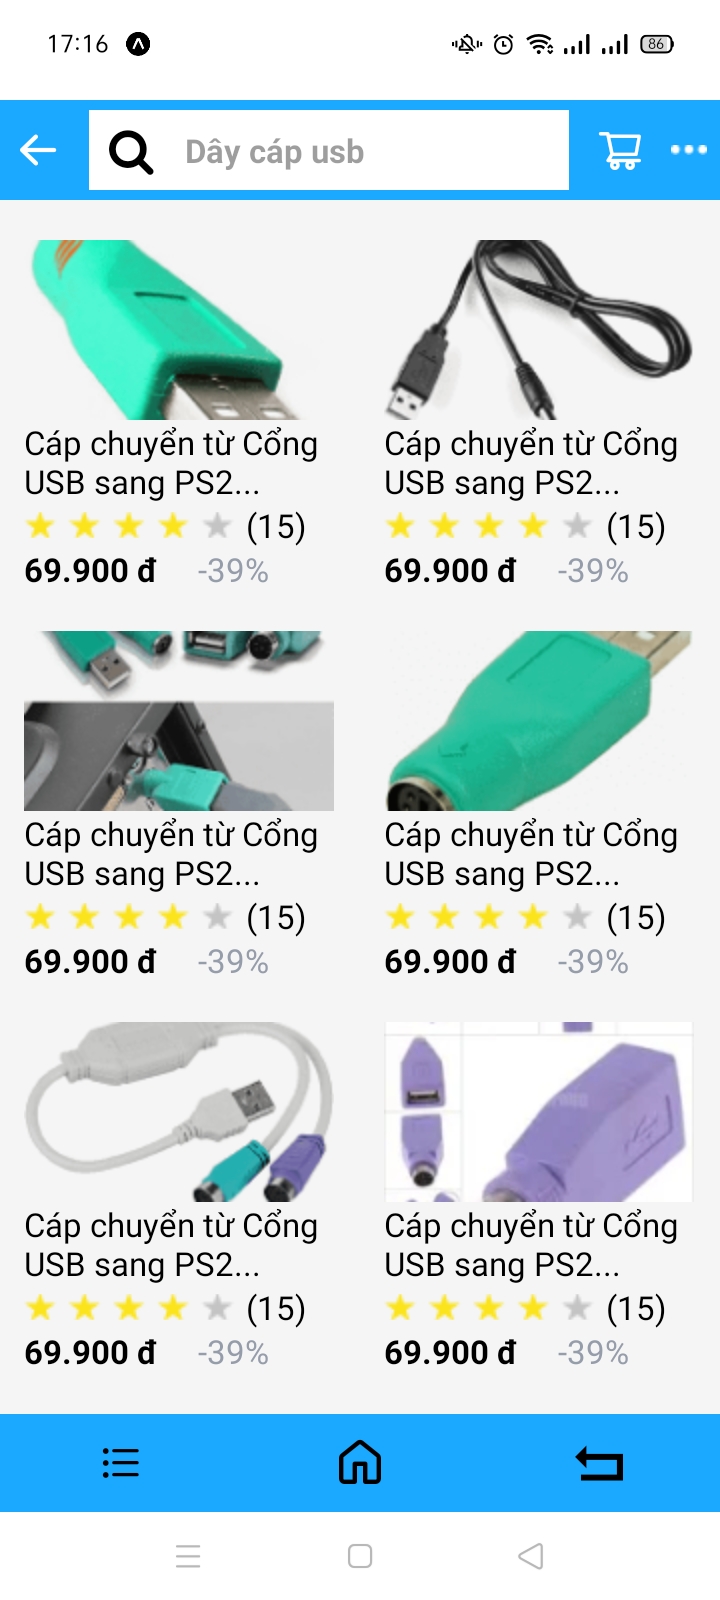 17:16
86
Dây cáp usb
Cáp chuyển từ Cổng
USB sang PS2...
(15)
69.900 đ -39%
Cáp chuyển từ Cổng
USB sang PS2...
(15)
69.900 đ -39%
Cáp chuyển từ Cổng
USB sang PS2...
(15)
69.900 đ -39%
Cáp chuyển từ Cổng
USB sang PS2...
(15)
69.900 đ -39%
Cáp chuyển từ Cổng
USB sang PS2...
(15)
69.900 đ -39%
Cáp chuyển từ Cổng
USB sang PS2...
(15)
69.900 đ -39%